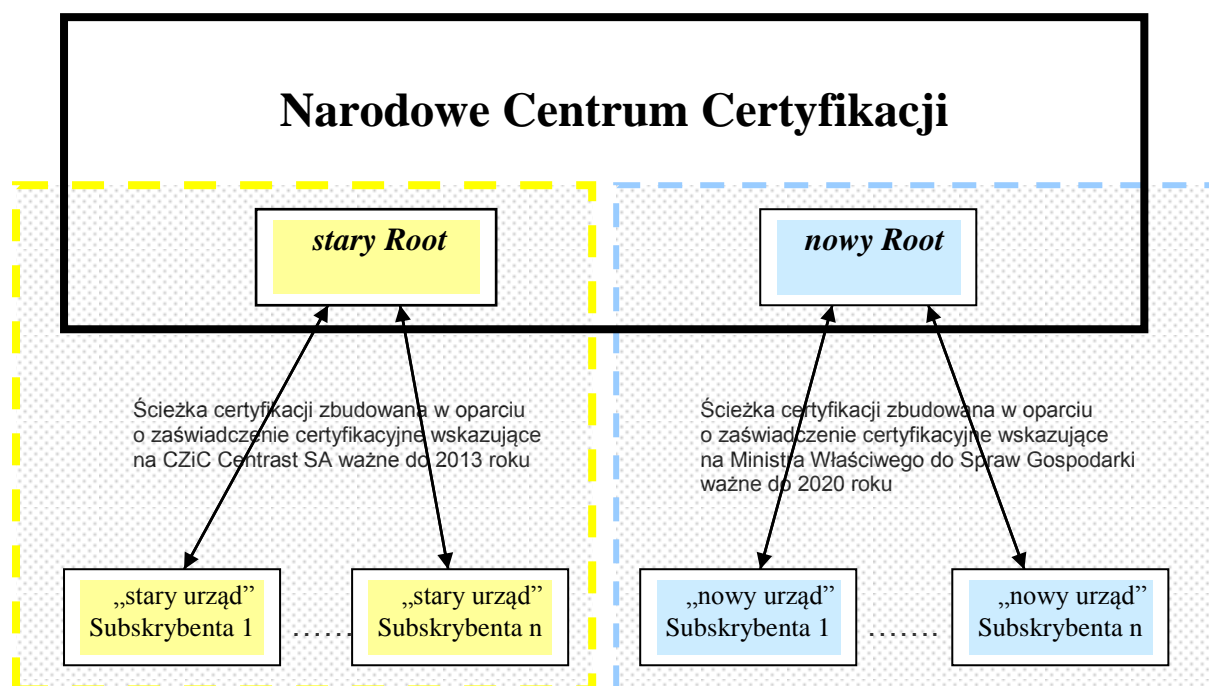 Narodowe Centrum Certyfikacji
stary Root
nowy Root
Ścieżka certyfikacji zbudowana w oparciu
o zaświadczenie certyfikacyjne wskazujące
na CZiC Centrast SA ważne do 2013 roku
Ścieżka certyfikacji zbudowana w oparciu
o zaświadczenie certyfikacyjne wskazujące
na Ministra Właściwego do Spraw Gospodarki
ważne do 2020 roku
„stary urząd”
Subskrybenta 1
……
„stary urząd”
Subskrybenta n
„nowy urząd”
Subskrybenta 1
…….
„nowy urząd”
Subskrybenta n